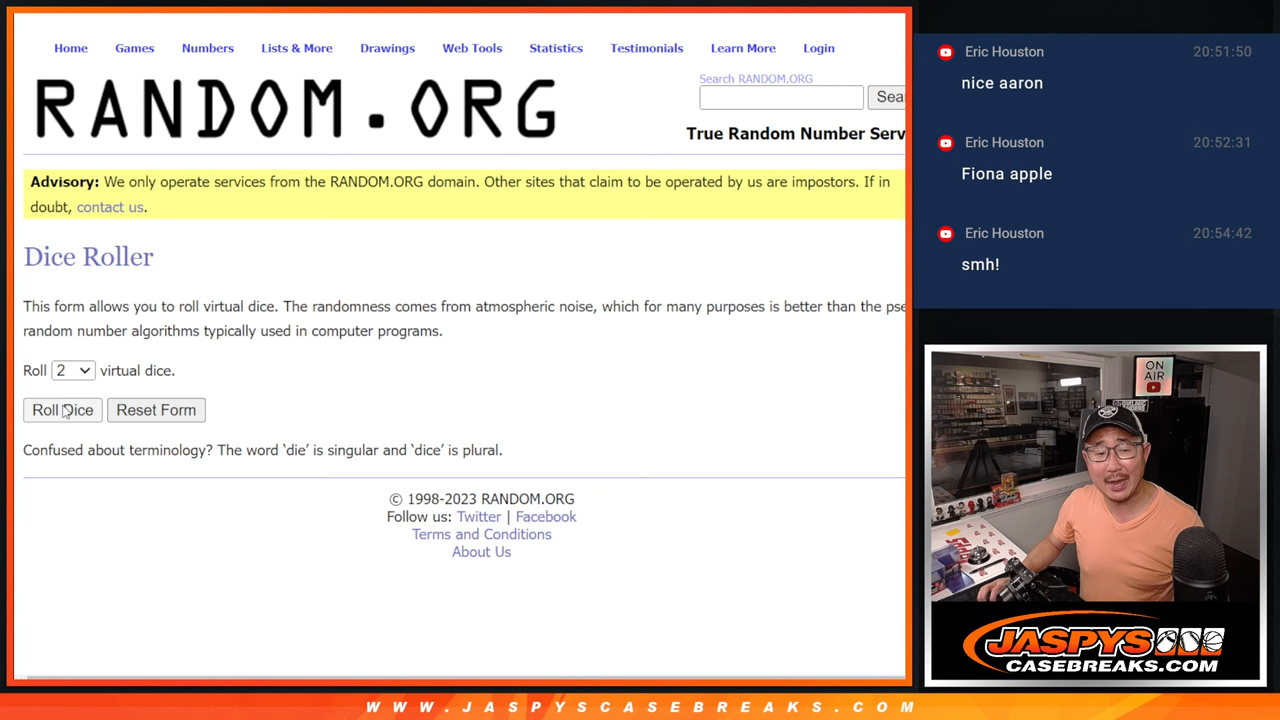 Home Games Numbers Lists & More Drawings Web Tools Statistics Testimonials Learn More Login
RANDOM.ORG
Search RANDOM.ORG
Sear
True Random Number Serv
Advisory: We only operate services from the RANDOM.ORG domain. Other sites that claim to be operated by us are impostors. If in
doubt, contact us.
Dice Roller
This form allows you to roll virtual dice. The randomness comes from atmospheric noise, which for many purposes is better than the pse
random number algorithms typically used in computer programs.
Roll 2 virtual dice.
Roll Dice Reset Form
Confused about terminology? The word ‘die’ is singular and ‘dice’ is plural.
© 1998-2023 RANDOM.ORG
Follow us: Twitter | Facebook
Terms and Conditions
About Us
Eric Houston 20:51:50
nice aaron
Eric Houston 20:52:31
Fiona apple
Eric Houston 20:54:42
smh!
ON
AIR
JASPYS
CASEBREAKS.COM
WWW.JASPYSCASEBREAKS.COM